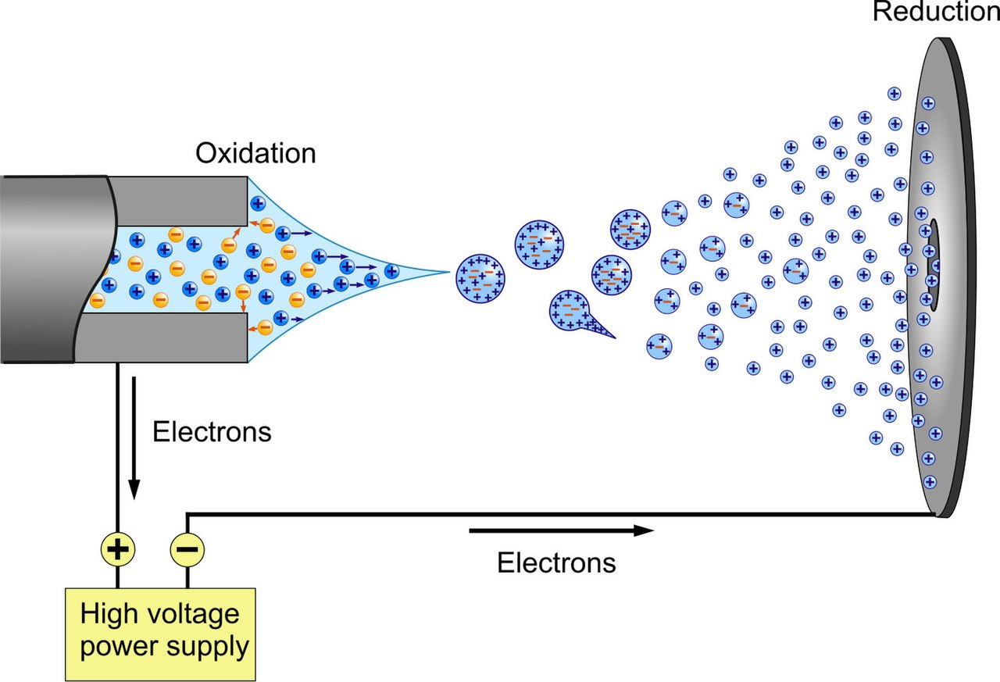 Reduction
Oxidation
Electrons
Electrons
High voltage
power supply